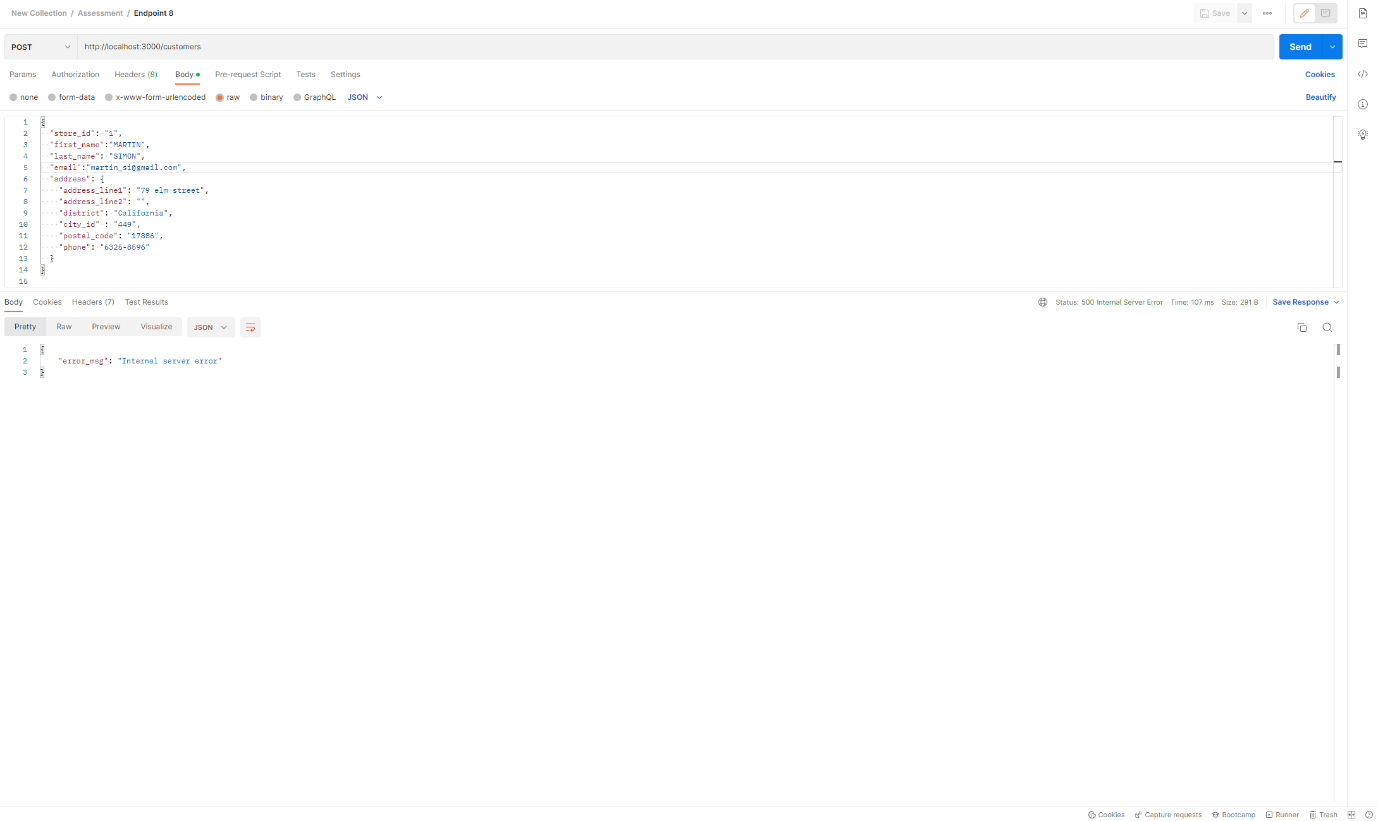 New Collection / Assessment / Endpoint 8
Save
POST
http://localhost:3000/customers
Send
Params Authorization Headers (8) Body Pre-request Script Tests Settings
Cookies
none form-data x-www-form-urlencoded raw binary GraphQL JSON
Beautify
1 {
2 "store_id": "1",
3 "first_name":"MARTIN",
4 "last_name": "SIMON",
5 "email":"martin_si@gmail.com",
6 "address": {
7 "address_line1": "79 elm street",
8 "address_line2": "",
9 "district": "California",
10 "city_id" : "449",
11 "postal_code": "17886",
12 "phone": "6325-8696"
13 }
14 }
15
Body Cookies Headers (7) Test Results
Status: 500 Internal Server Error Time: 107 ms Size: 291 B Save Response
Pretty Raw Preview Visualize JSON
1 {
2 "error_msg": "Internal server error"
3 }
Cookies Capture requests Bootcamp Runner Trash